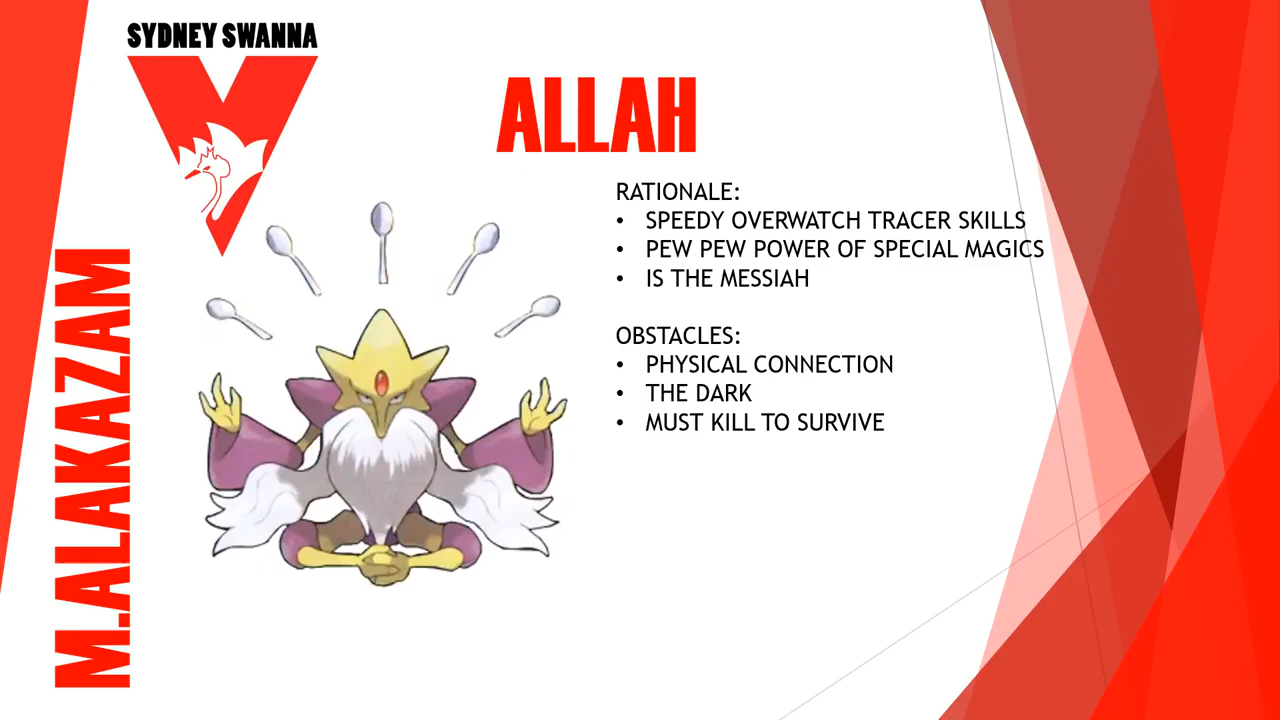 SYDNEY SWANNA
ALLAH
M.ALAKAZAM
RATIONALE:
• SPEEDY OVERWATCH TRACER SKILLS
• PEW PEW POWER OF SPECIAL MAGICS
• IS THE MESSIAH
OBSTACLES:
• PHYSICAL CONNECTION
• THE DARK
• MUST KILL TO SURVIVE